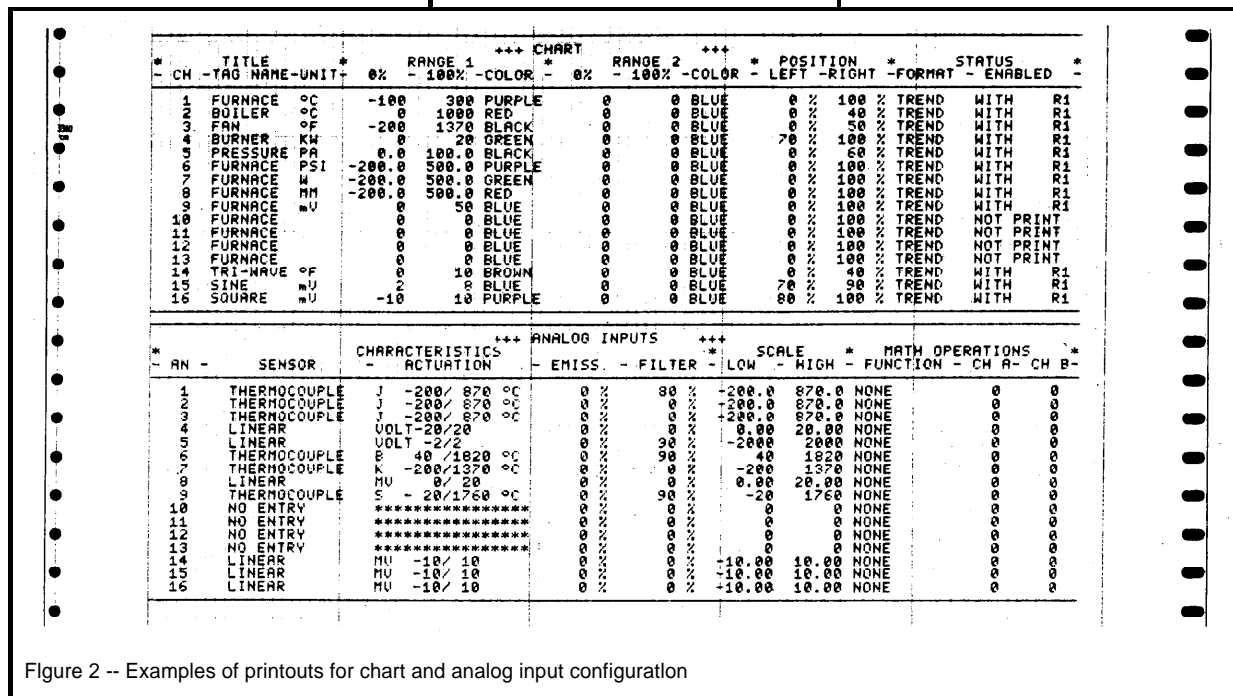 +++ CHART +++
* TITLE * RANGE 1 * RANGE 2 * POSITION * STATUS *
- CH -TAG NAME-UNIT- 0% - 100% -COLOR - 0% - 100% -COLOR - LEFT -RIGHT -FORMAT - ENABLED -
1 FURNACE °C -100 300 PURPLE 0 0 BLUE 0 % 100 % TREND WITH R1
2 BOILER °C 0 1000 RED 0 0 BLUE 0 % 40 % TREND WITH R1
3 FAN °F -200 1370 BLACK 0 0 BLUE 0 % 50 % TREND WITH R1
4 BURNER KW 0 20 GREEN 0 0 BLUE 70 % 100 % TREND WITH R1
5 PRESSURE PA 0.0 100.0 BLACK 0 0 BLUE 0 % 60 % TREND WITH R1
6 FURNACE PSI -200.0 500.0 PURPLE 0 0 BLUE 0 % 100 % TREND WITH R1
7 FURNACE W -200.0 500.0 GREEN 0 0 BLUE 0 % 100 % TREND WITH R1
8 FURNACE MM -200.0 500.0 RED 0 0 BLUE 0 % 100 % TREND WITH R1
9 FURNACE mV 0 50 BLUE 0 0 BLUE 0 % 100 % TREND WITH R1
10 FURNACE 0 0 BLUE 0 0 BLUE 0 % 100 % TREND NOT PRINT
11 FURNACE 0 0 BLUE 0 0 BLUE 0 % 100 % TREND NOT PRINT
12 FURNACE 0 0 BLUE 0 0 BLUE 0 % 100 % TREND NOT PRINT
13 FURNACE 0 0 BLUE 0 0 BLUE 0 % 100 % TREND NOT PRINT
14 TRI-WAVE °F 0 10 BROWN 0 0 BLUE 0 % 40 % TREND WITH R1
15 SINE mV 2 8 BLUE 0 0 BLUE 70 % 90 % TREND WITH R1
16 SQUARE mV -10 10 PURPLE 0 0 BLUE 80 % 100 % TREND WITH R1
+++ ANALOG INPUTS +++
* CHARACTERISTICS * SCALE * MATH OPERATIONS *
- AN - SENSOR - ACTUATION - EMISS. - FILTER - LOW - HIGH - FUNCTION - CH A- CH B-
1 THERMOCOUPLE J -200/ 870 °C 0 % 80 % -200.0 870.0 NONE 0 0
2 THERMOCOUPLE J -200/ 870 °C 0 % 0 % -200.0 870.0 NONE 0 0
3 THERMOCOUPLE J -200/ 870 °C 0 % 0 % -200.0 870.0 NONE 0 0
4 LINEAR VOLT-20/20 0 % 0 % 0.00 20.00 NONE 0 0
5 LINEAR VOLT -2/2 0 % 90 % -2000 2000 NONE 0 0
6 THERMOCOUPLE B 40 /1820 °C 0 % 90 % 40 1820 NONE 0 0
7 THERMOCOUPLE K -200/1370 °C 0 % 0 % -200 1370 NONE 0 0
8 LINEAR MV 0/ 20 0 % 0 % 0.00 20.00 NONE 0 0
9 THERMOCOUPLE S - 20/1760 °C 0 % 90 % -20 1760 NONE 0 0
10 NO ENTRY **************** 0 % 0 % 0 0 NONE 0 0
11 NO ENTRY **************** 0 % 0 % 0 0 NONE 0 0
12 NO ENTRY **************** 0 % 0 % 0 0 NONE 0 0
13 NO ENTRY **************** 0 % 0 % 0 0 NONE 0 0
14 LINEAR MV -10/ 10 0 % 0 % -10.00 10.00 NONE 0 0
15 LINEAR MV -10/ 10 0 % 0 % -10.00 10.00 NONE 0 0
16 LINEAR MV -10/ 10 0 % 0 % -10.00 10.00 NONE 0 0
FIgure 2 -- Examples of printouts for chart and analog input configuratIon